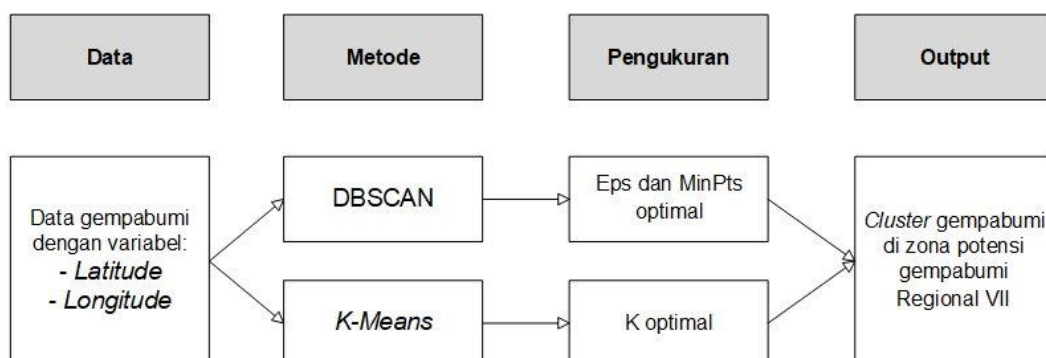 Data
Metode
Pengukuran
Output
Data gempabumi
dengan variabel:
- Latitude
- Longitude
DBSCAN
K-Means
Eps dan MinPts
optimal
K optimal
Cluster gempabumi
di zona potensi
gempabumi
Regional VII